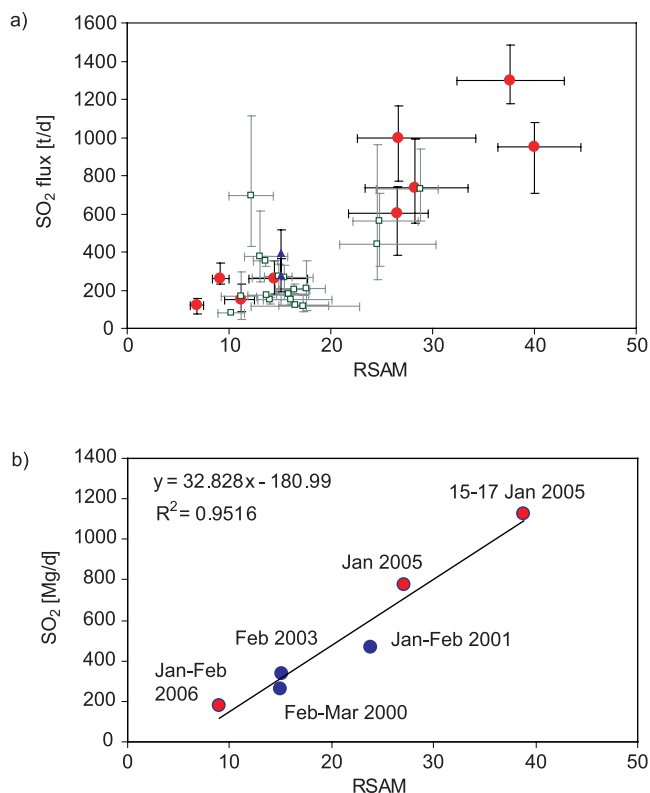 a)
1600
1400
1200
1000
800
600
400
200
0
SO2 flux [t/d]
0 10 20 30 40 50
RSAM
b)
1400
1200
1000
800
600
400
200
0
SO2 [Mg/d]
y = 32.828x - 180.99
R2 = 0.9516
15-17 Jan 2005
Jan 2005
Feb 2003
Jan-Feb 2001
Jan-Feb
2006
Feb-Mar 2000
0 10 20 30 40 50
RSAM